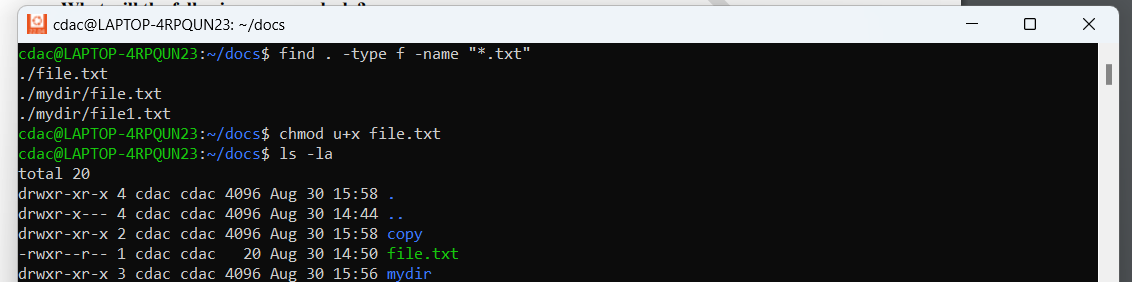 cdac@LAPTOP-4RPQUN23: ~/docs
cdac@LAPTOP-4RPQUN23:~/docs$ find . -type f -name "*.txt"
./file.txt
./mydir/file.txt
./mydir/file1.txt
cdac@LAPTOP-4RPQUN23:~/docs$ chmod u+x file.txt
cdac@LAPTOP-4RPQUN23:~/docs$ ls -la
total 20
drwxr-xr-x 4 cdac cdac 4096 Aug 30 15:58 .
drwxr-x--- 4 cdac cdac 4096 Aug 30 14:44 ..
drwxr-xr-x 2 cdac cdac 4096 Aug 30 15:58 copy
-rwxr--r-- 1 cdac cdac   20 Aug 30 14:50 file.txt
drwxr-xr-x 3 cdac cdac 4096 Aug 30 15:56 mydir